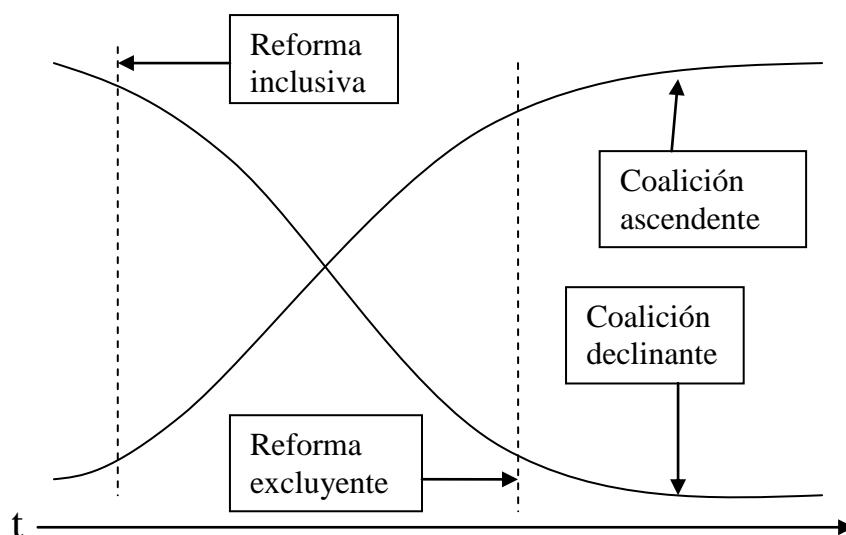 Reforma
inclusiva
Coalición
ascendente
Coalición
declinante
Reforma
excluyente
t